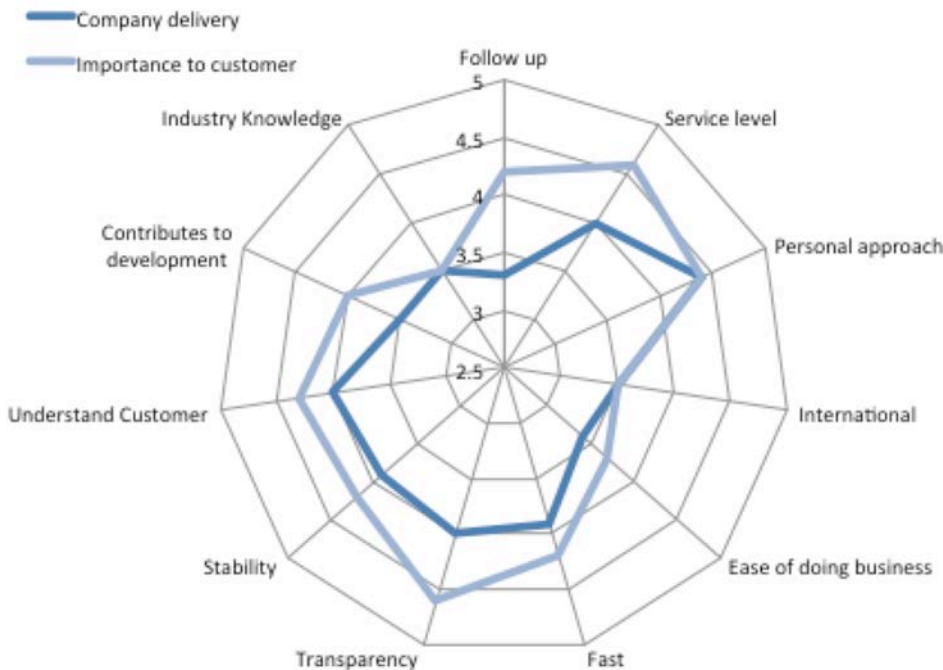 Company delivery
Importance to customer
Follow up
5
Industry Knowledge
Service level
4.5
4
Contributes to
development
Personal approach
3.5
3
2.5
Understand Customer
International
Stability
Ease of doing business
Transparency
Fast